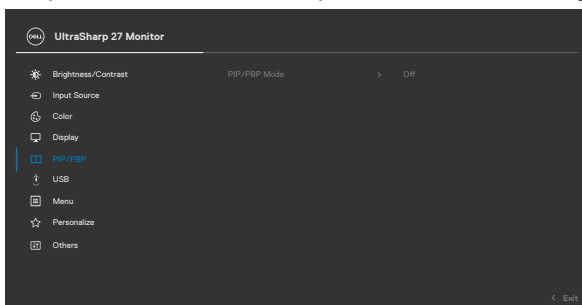 DELL
UltraSharp 27 Monitor
Brightness/Contrast
PIP/PBP Mode > Off
Input Source
Color
Display
PIP/PBP
USB
Menu
Personalize
Others
< Exit